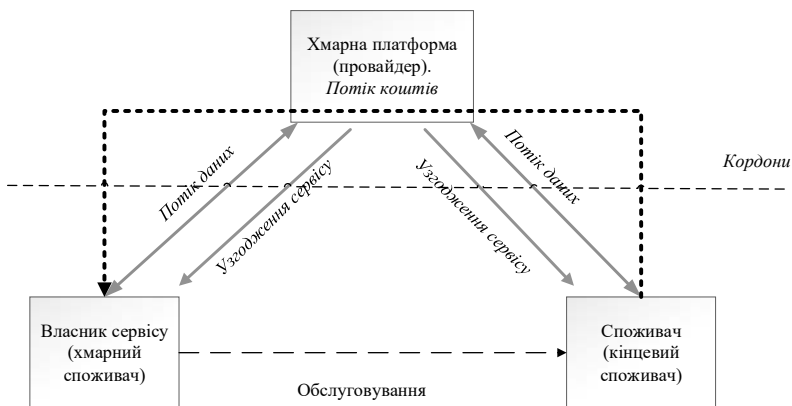 Хмарна платформа
(провайдер).
Потік коштів
Потік даних
Узгодження сервісу
Узгодження сервісу
Потік даних
Кордони
Власник сервісу
(хмарний
споживач)
Споживач
(кінцевий
споживач)
Обслуговування